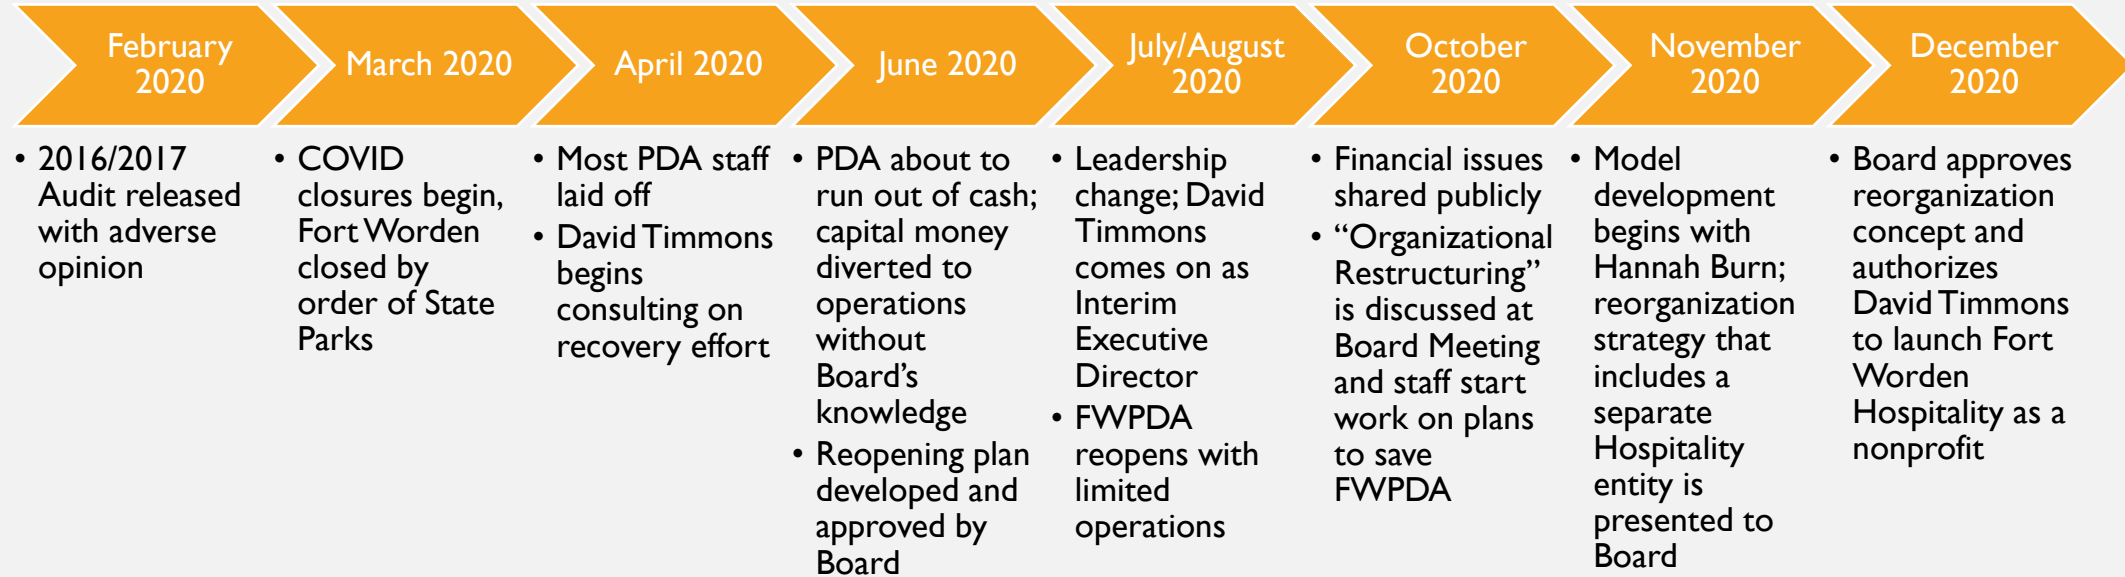 February
2020
March 2020
April 2020
June 2020
July/August
2020
October
2020
November
2020
December
2020
• 2016/2017
Audit released
with adverse
opinion
• COVID
closures begin,
Fort Worden
closed by
order of State
Parks
• Most PDA staff
laid off
• David Timmons
begins
consulting on
recovery effort
• PDA about to
run out of cash;
capital money
diverted to
operations
without
Board’s
knowledge
• Reopening plan
developed and
approved by
Board
• Leadership
change; David
Timmons
comes on as
Interim
Executive
Director
• FWPDA
reopens with
limited
operations
• Financial issues
shared publicly
• “Organizational
Restructuring”
is discussed at
Board Meeting
and staff start
work on plans
to save
FWPDA
• Model
development
begins with
Hannah Burn;
reorganization
strategy that
includes a
separate
Hospitality
entity is
presented to
Board
• Board approves
reorganization
concept and
authorizes
David Timmons
to launch Fort
Worden
Hospitality as a
nonprofit